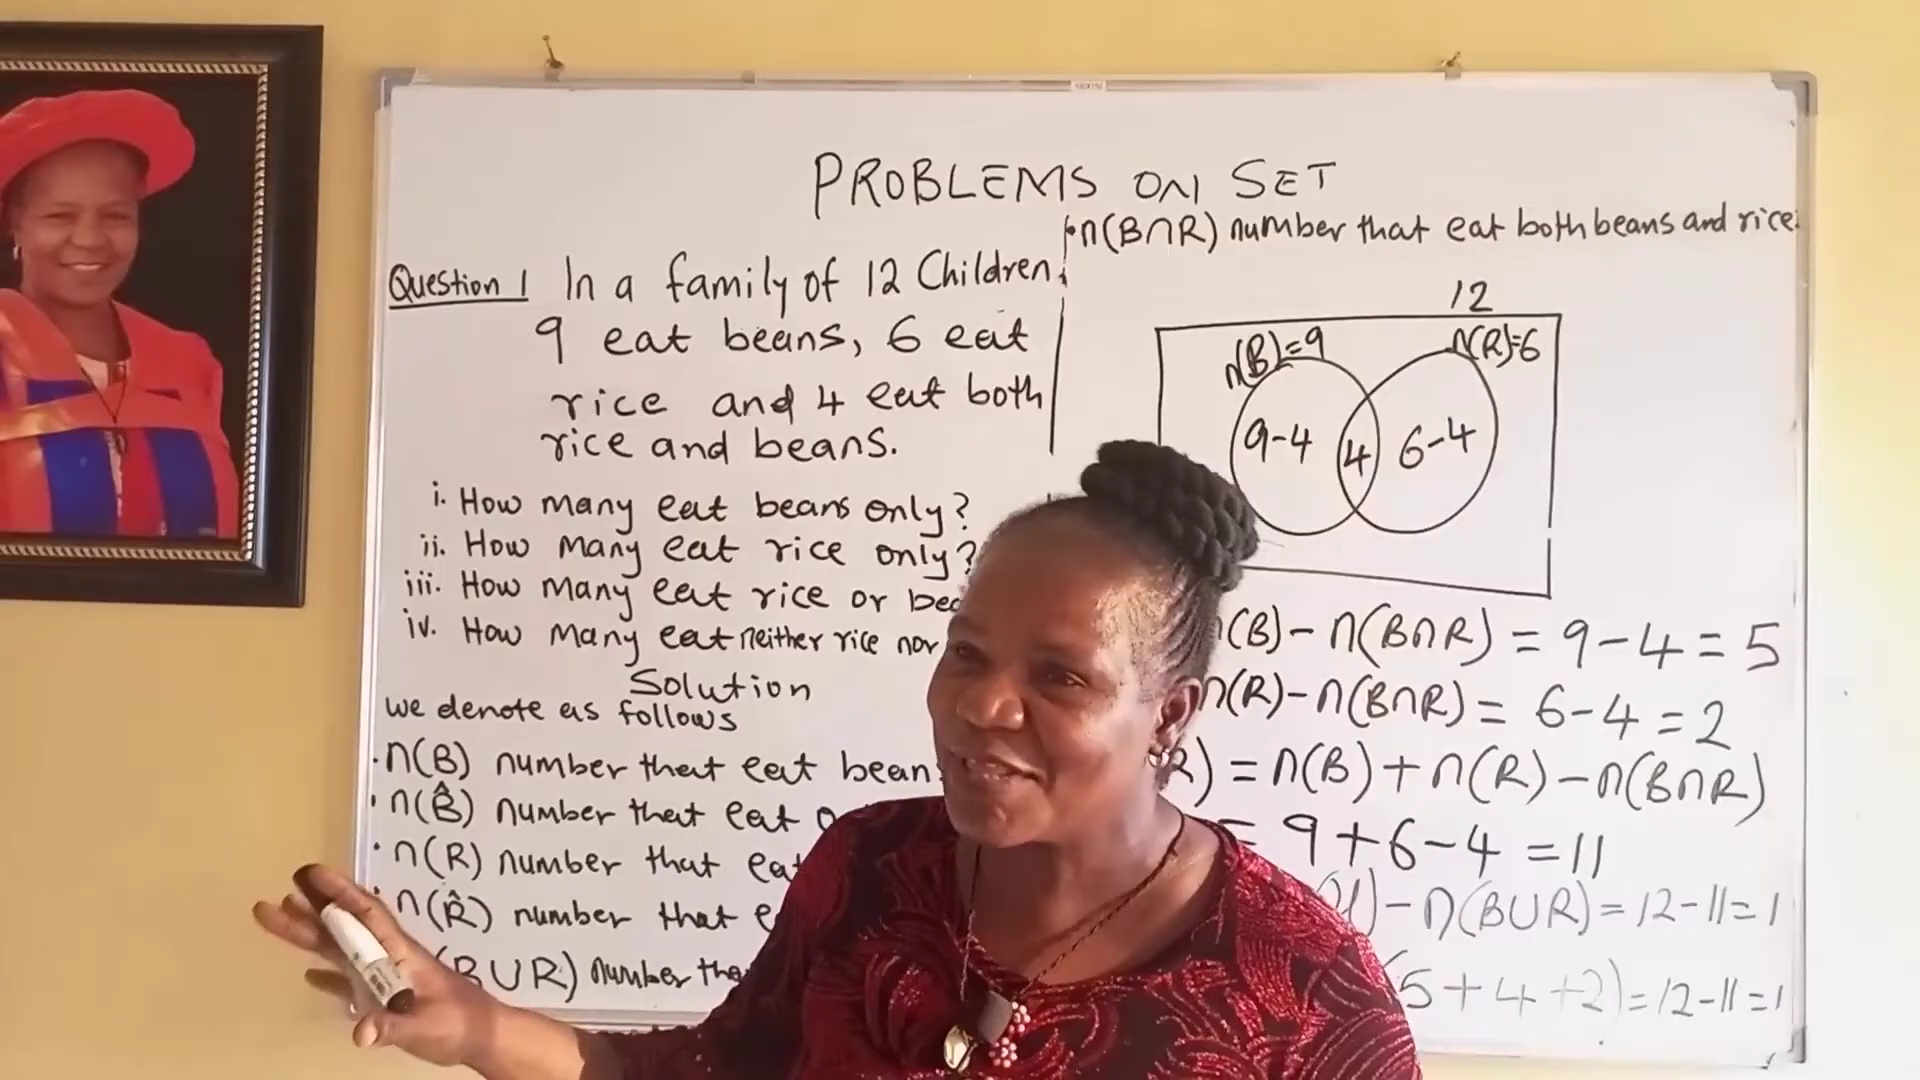 PROBLEMS ON SET
Question 1 In a family of 12 Children
9 eat beans, 6 eat
rice and 4 eat both
rice and beans.
i. How many eat beans only?
ii. How many eat rice only?
iii. How many eat rice or
iv. How many eat neither rice nor
Solution
we denote as follows
• n(B) number that eat bean
• n(B̂) number that eat
• n(R) number that eat
• n(R̂) number that
(BUR) number
• n(B∩R) number that eat both beans and rice.
12
n(B)=9 n(R)=6
9-4 4 6-4
n(B) - n(B∩R) = 9-4 = 5
n(R) - n(B∩R) = 6-4 = 2
R) = n(B) + n(R) - n(B∩R)
= 9+6-4 = 11
- n(BUR) = 12-11 = 1
5+4+2) = 12-11 = 1